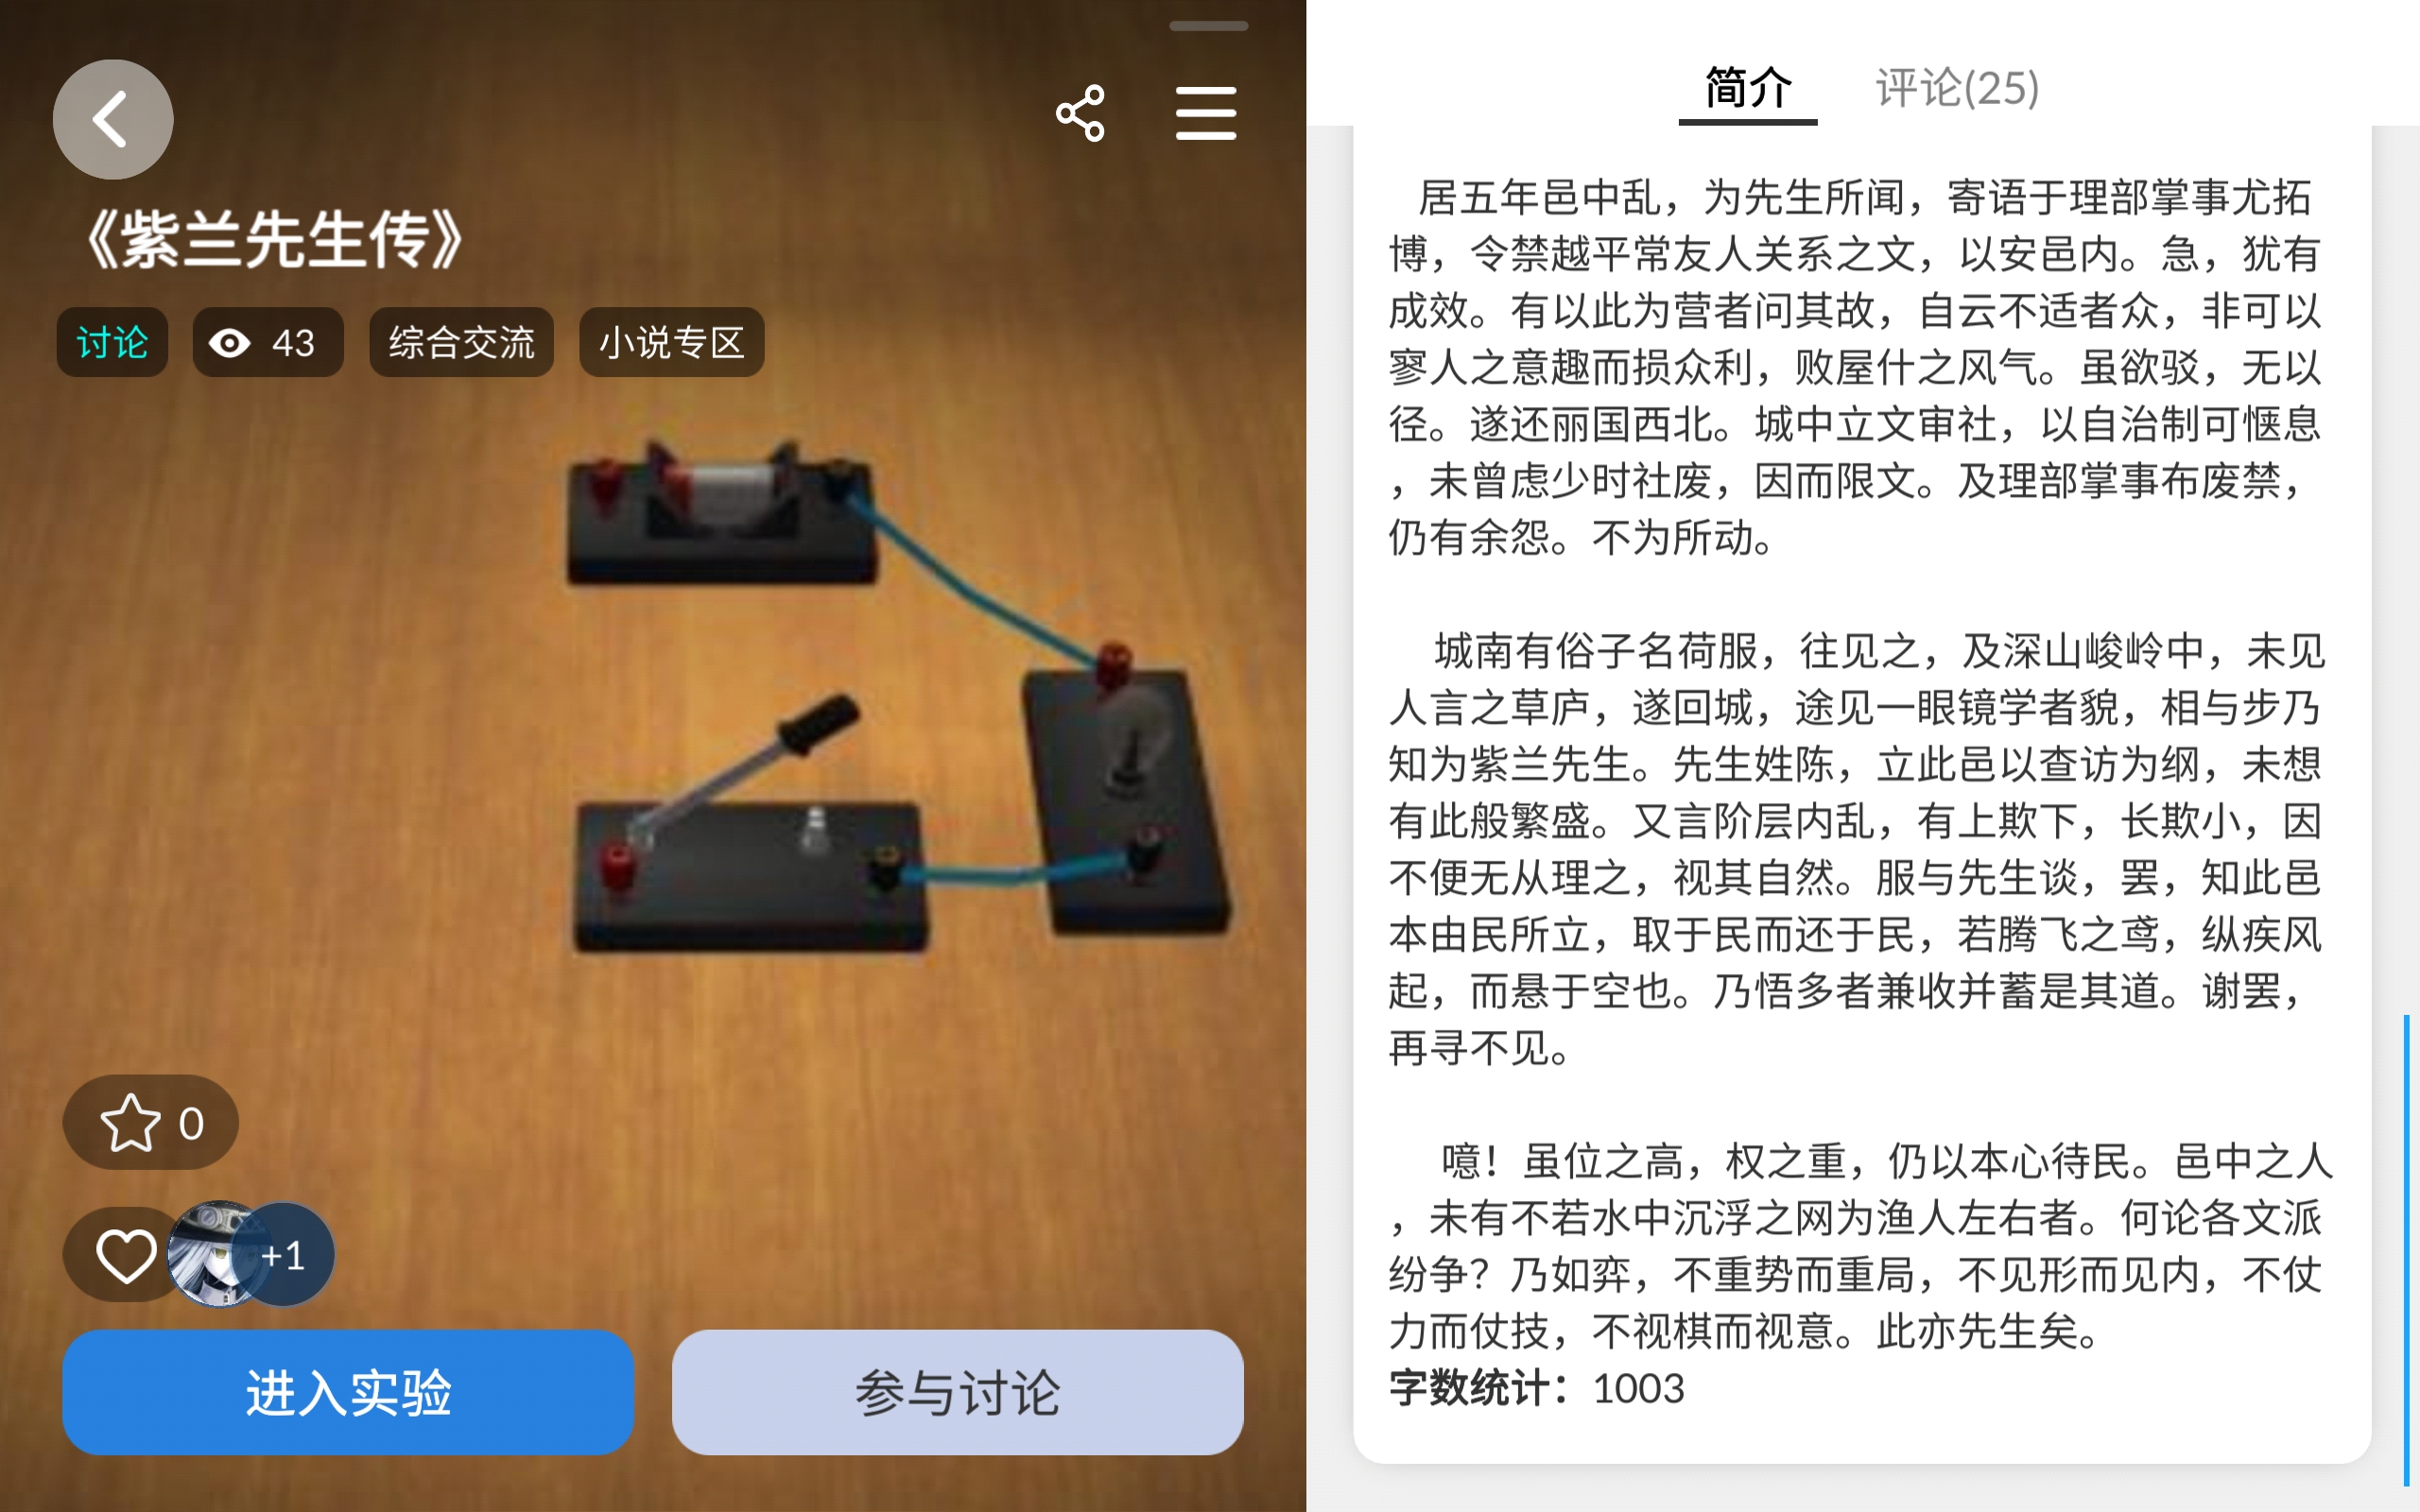 《紫兰先生传》
讨论
43
综合交流
小说专区
0
+1
进入实验
参与讨论
简介
评论(25)
居五年邑中乱，为先生所闻，寄语于理部掌事尤拓
博，令禁越平常友人关系之文，以安邑内。急，犹有
成效。有以此为营者问其故，自云不适者众，非可以
寥人之意趣而损众利，败屋什之风气。虽欲驳，无以
径。遂还丽国西北。城中立文审社，以自治制可惬息
，未曾虑少时社废，因而限文。及理部掌事布废禁，
仍有余怨。不为所动。
城南有俗子名荷服，往见之，及深山峻岭中，未见
人言之草庐，遂回城，途见一眼镜学者貌，相与步乃
知为紫兰先生。先生姓陈，立此邑以查访为纲，未想
有此般繁盛。又言阶层内乱，有上欺下，长欺小，因
不便无从理之，视其自然。服与先生谈，罢，知此邑
本由民所立，取于民而还于民，若腾飞之鸢，纵疾风
起，而悬于空也。乃悟多者兼收并蓄是其道。谢罢，
再寻不见。
噫！虽位之高，权之重，仍以本心待民。邑中之人
，未有不若水中沉浮之网为渔人左右者。何论各文派
纷争？乃如弈，不重势而重局，不见形而见内，不仗
力而仗技，不视棋而视意。此亦先生矣。
字数统计：1003